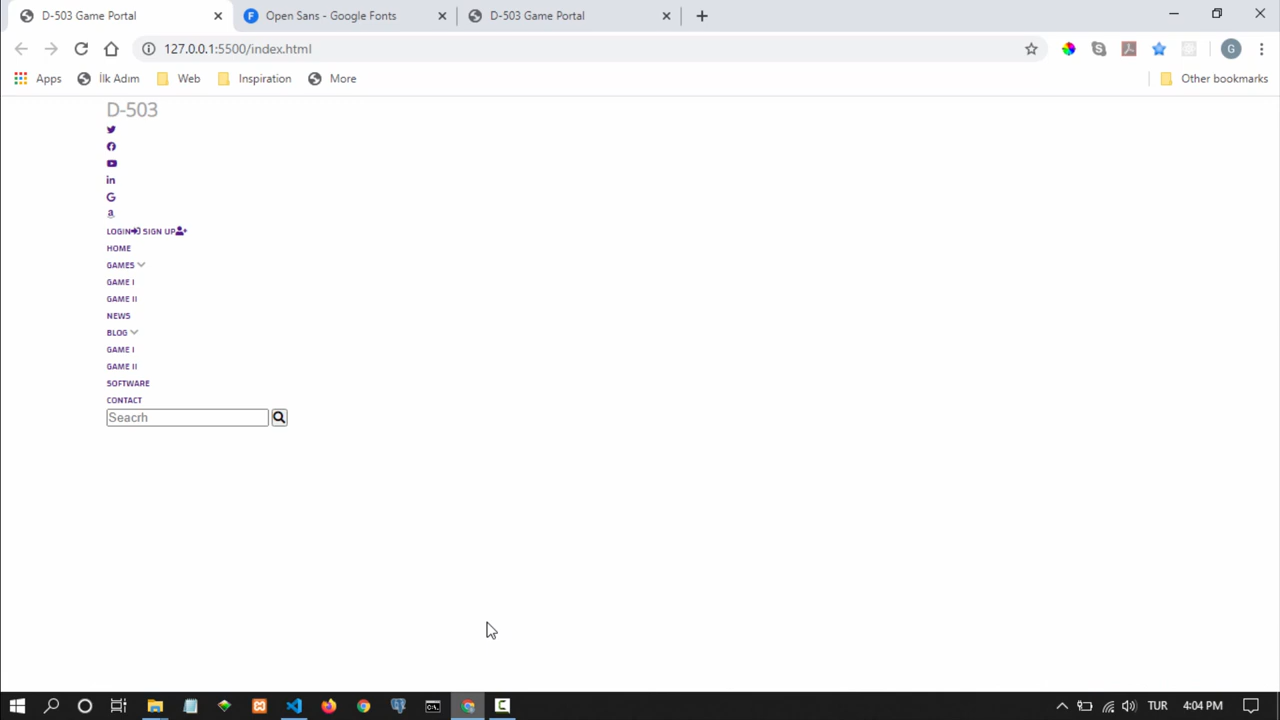 D-503 Game Portal
Open Sans - Google Fonts
D-503 Game Portal
127.0.0.1:5500/index.html
G
Apps
İlk Adım
Web
Inspiration
More
Other bookmarks
D-503
LOGIN SIGN UP
HOME
GAMES
GAME I
GAME II
NEWS
BLOG
GAME I
GAME II
SOFTWARE
CONTACT
Seacrh
TUR 4:04 PM